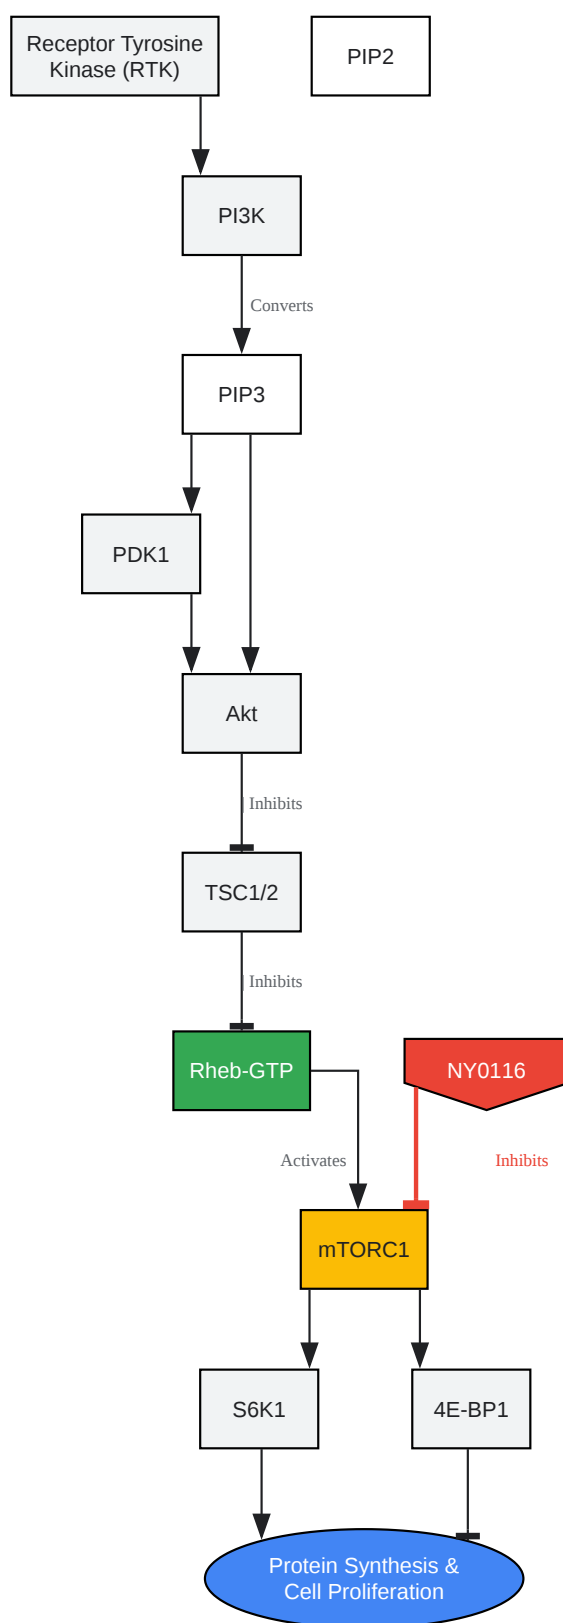 Receptor Tyrosine
Kinase (RTK)
PIP2
PI3K
Converts
PIP3
PDK1
Akt
| Inhibits
TSC1/2
| Inhibits
Rheb-GTP
NY0116
Activates
Inhibits
mTORC1
S6K1
4E-BP1
Protein Synthesis &
Cell Proliferation